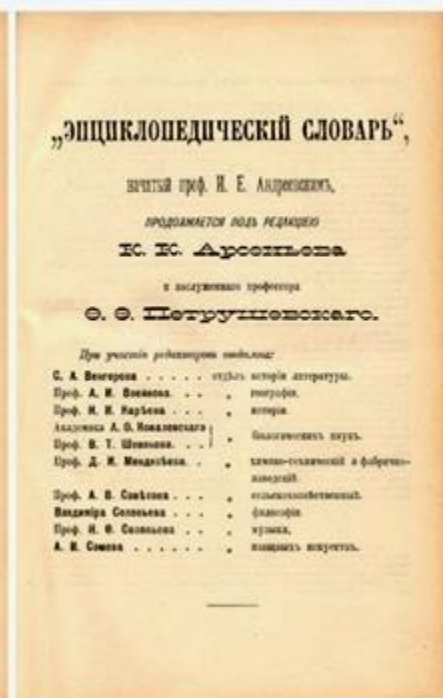 „ЭНЦИКЛОПЕДИЧЕСКІЙ СЛОВАРЬ“,
начатый проф. И. Е. Андреевскимъ,
ПРОДОЛЖАЕТСЯ ПОДЪ РЕДАКЦІЕЮ
К. К. Арсеньева
и заслуженнаго профессора
Ѳ. Ѳ. Петрушевскаго.
При участіи редакторовъ отдѣловъ:
С. А. Венгерова . . . . . отдѣлъ исторіи литературы.
Проф. А. И. Воейкова . . . „ географіи.
Проф. Н. И. Карѣева . . . „ исторіи.
Академика А. О. Ковалевскаго
Проф. В. Т. Шевякова . . . „ біологическихъ наукъ.
Проф. Д. И. Менделѣева . . „ химико-техническій и фабрично-
заводскій.
Проф. А. В. Совѣтова . . . „ сельскохозяйственный.
Владиміра Соловьева . . . „ философіи
Проф. Н. Ѳ. Соловьева . . „ музыки,
А. И. Сомова . . . . . . „ изящныхъ искусствъ.